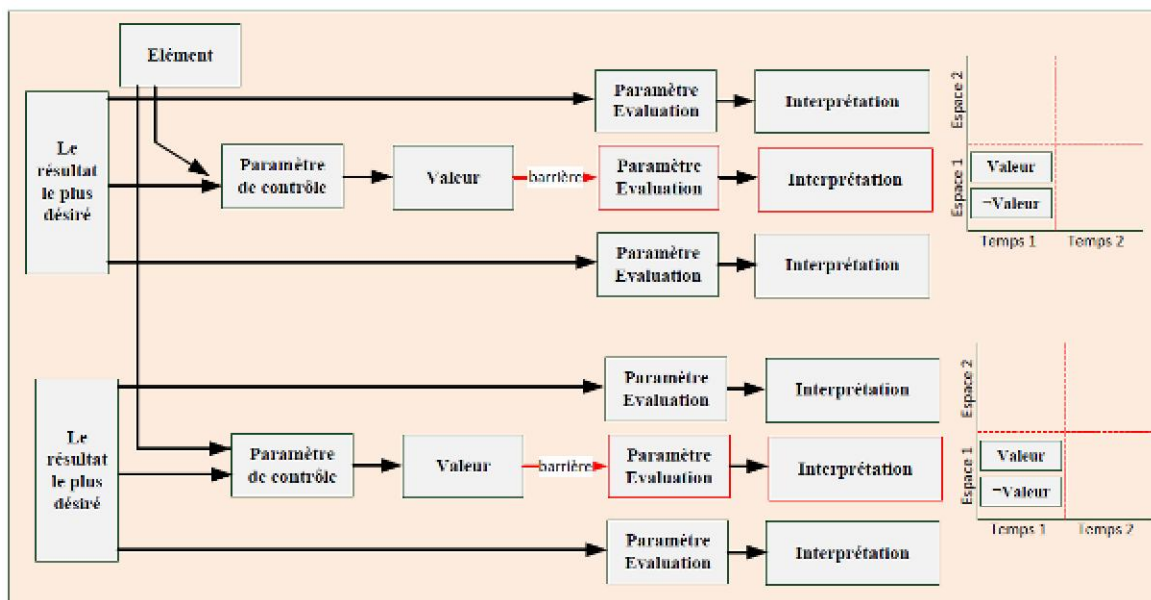 Elément
Le
résultat
le plus
désiré
Paramètre
Evaluation
Interprétation
Paramètre
de contrôle
Valeur
barrière
Paramètre
Evaluation
Interprétation
Paramètre
Evaluation
Interprétation
Espace 2
Espace 1
Valeur
¬Valeur
Temps 1
Temps 2
Le
résultat
le plus
désiré
Paramètre
Evaluation
Interprétation
Paramètre
de contrôle
Valeur
barrière
Paramètre
Evaluation
Interprétation
Paramètre
Evaluation
Interprétation
Espace 2
Espace 1
Valeur
¬Valeur
Temps 1
Temps 2